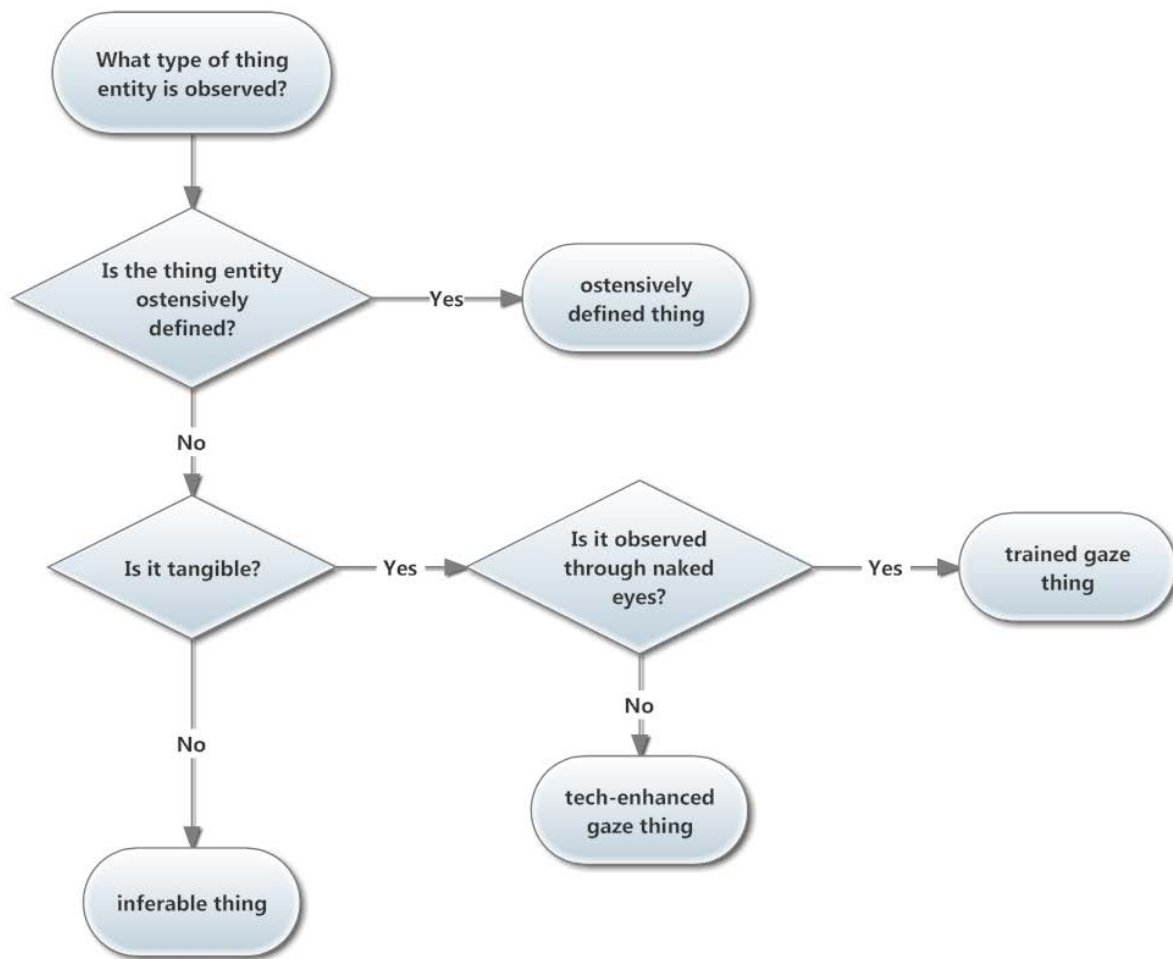 What type of thing
entity is observed?
Is the thing entity
ostensively
defined?
Yes
ostensively
defined thing
No
Is it tangible?
Yes
Is it observed
through naked
eyes?
Yes
trained gaze
thing
No
No
tech-enhanced
gaze thing
inferable thing